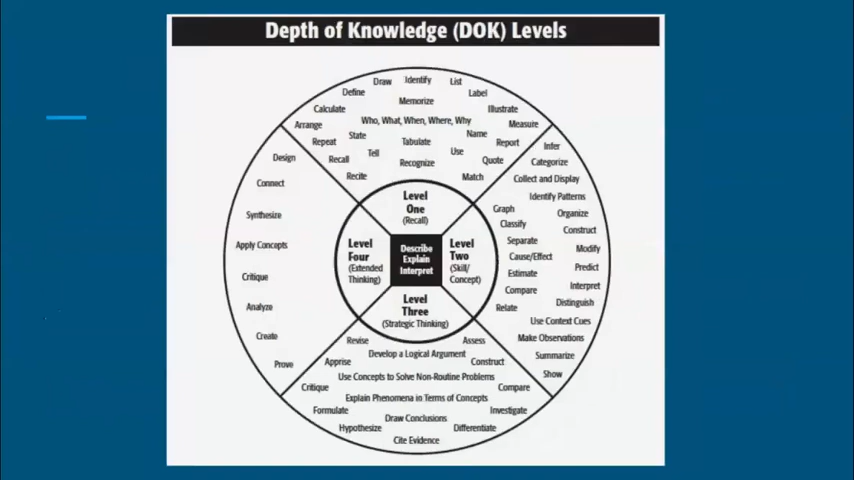 Depth of Knowledge (DOK) Levels
Draw
Identify
List
Define
Label
Memorize
Calculate
Illustrate
Arrange
Who, What, When, Where, Why
Measure
State
Name
Repeat
Tabulate
Report
Tell
Use
Recall
Recognize
Quote
Recite
Match
Infer
Categorize
Collect and Display
Identify Patterns
Graph
Organize
Classify
Construct
Separate
Modify
Cause/Effect
Predict
Estimate
Interpret
Compare
Distinguish
Relate
Use Context Cues
Make Observations
Summarize
Show
Design
Connect
Synthesize
Apply Concepts
Critique
Analyze
Create
Prove
Level
One
(Recall)
Level
Four
(Extended
Thinking)
Describe
Explain
Interpret
Level
Two
(Skill/
Concept)
Level
Three
(Strategic Thinking)
Revise
Assess
Develop a Logical Argument
Apprise
Construct
Use Concepts to Solve Non-Routine Problems
Critique
Compare
Explain Phenomena in Terms of Concepts
Formulate
Investigate
Draw Conclusions
Hypothesize
Differentiate
Cite Evidence